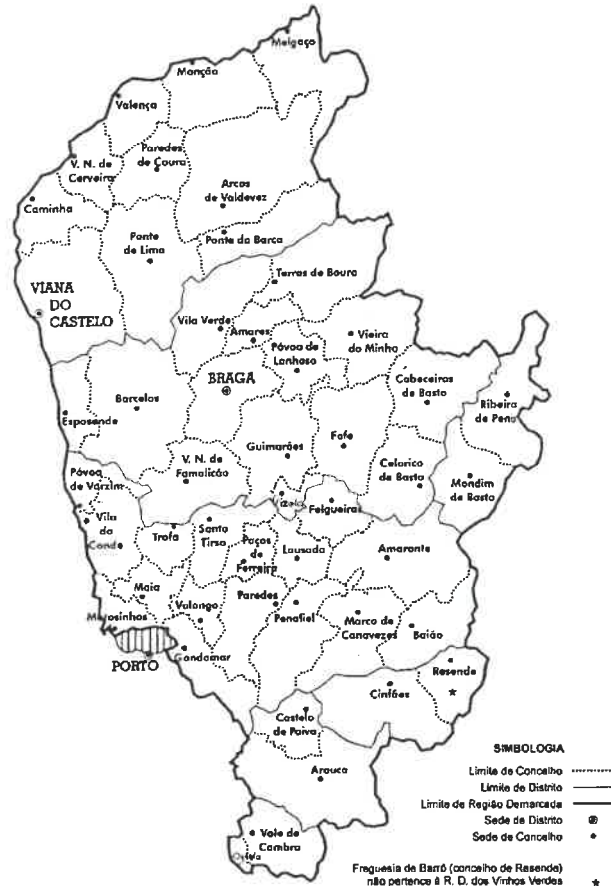 Melgaço
Monção
Valença
V. N. de
Cerveira
Paredes
de Coura
Caminha
Arcos
de Valdevez
Ponte
de Lima
Ponte da Barca
VIANA
DO
CASTELO
Terras de Bouro
Vila Verde
Amares
Póvoa de
Lanhoso
Vieira
do Minho
BRAGA
Cabeceiras
de Basto
Ribeira
de Pena
Barcelos
Esposende
Guimarães
Fafe
V. N. de
Famalicão
Celorico
de Basto
Mondim
de Basto
Póvoa
de Varzim
Vizela
Felgueiras
Vila
do
Conde
Trofa
Santo
Tirso
Paços
de
Ferreira
Lousada
Amarante
Maia
Matosinhos
Valongo
Paredes
Penafiel
Marco de
Canavezes
Baião
PORTO
Gondomar
Resende
Cinfães
Castelo
de Paiva
Arouca
Vale de
Cambra
SIMBOLOGIA
Limite de Concelho
Limite de Distrito
Limite de Região Demarcada
Sede de Distrito
Sede de Concelho
Freguesia de Barrô (concelho de Resende)
não pertence à R. D. dos Vinhos Verdes